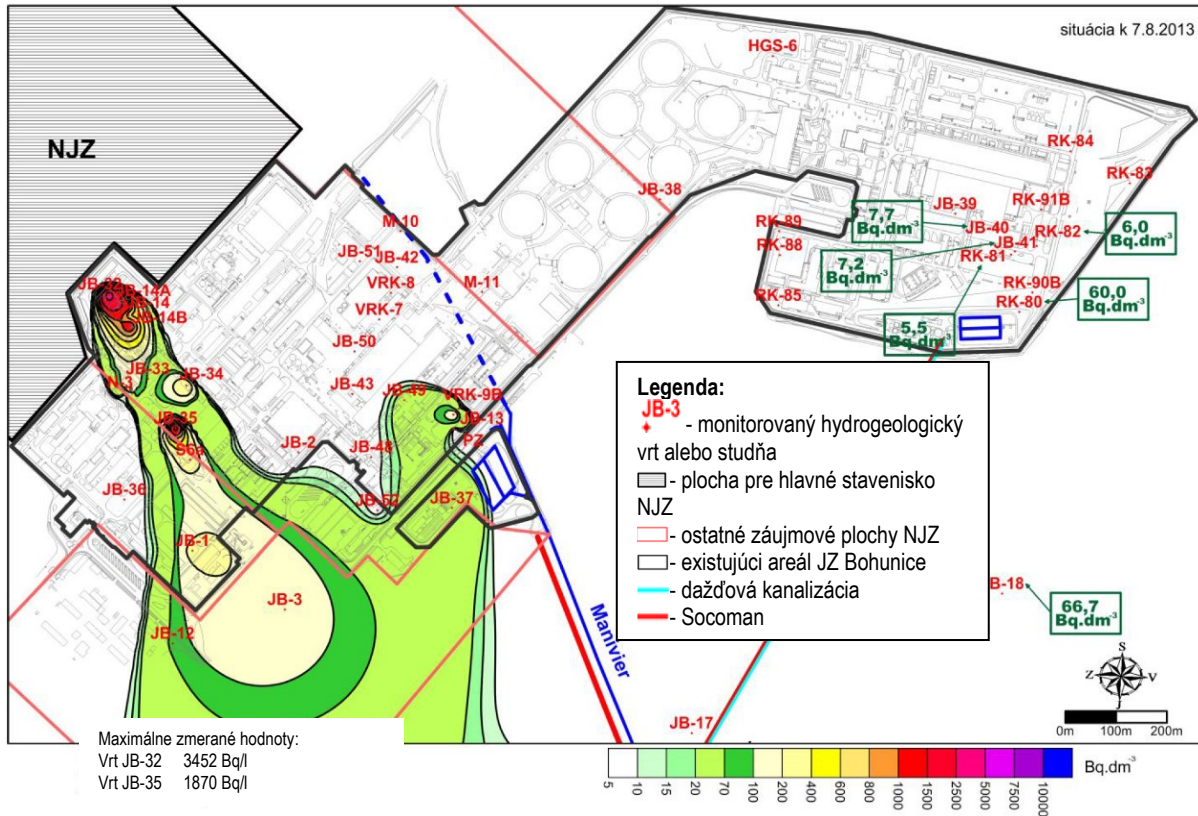 situácia k 7.8.2013
HGS-6
NJZ
RK-84
RK-83
JB-38
RK-91B
JB-39
7,7
Bq.dm-3
M-10
RK-89
JB-40
RK-82
6,0
Bq.dm-3
RK-88
JB-41
JB-51
JB-42
RK-81
7,2
Bq.dm-3
M-11
VRK-8
RK-90B
RK-85
RK-80
60,0
Bq.dm-3
VRK-7
5,5
Bq.dm-3
JB-14B
JB-50
JB-33
JB-34
N-3
JB-43
JB-49
VRK-9B
JB-35
JB-13
PZ
JB-2
JB-48
S6a
JB-36
JB-52
JB-37
JB-1
JB-3
JB-12
Manivier
JB-17
B-18
66,7
Bq.dm-3
Legenda:
JB-3
- monitorovaný hydrogeologický
vrt alebo studňa
- plocha pre hlavné stavenisko
NJZ
- ostatné záujmové plochy NJZ
- existujúci areál JZ Bohunice
- dažďová kanalizácia
- Socoman
S
Z V
J
0m 100m 200m
Maximálne zmerané hodnoty:
Vrt JB-32 3452 Bq/l
Vrt JB-35 1870 Bq/l
Bq.dm-3
5 10 15 20 70 100 200 400 600 800 1000 1500 2500 5000 7500 10000